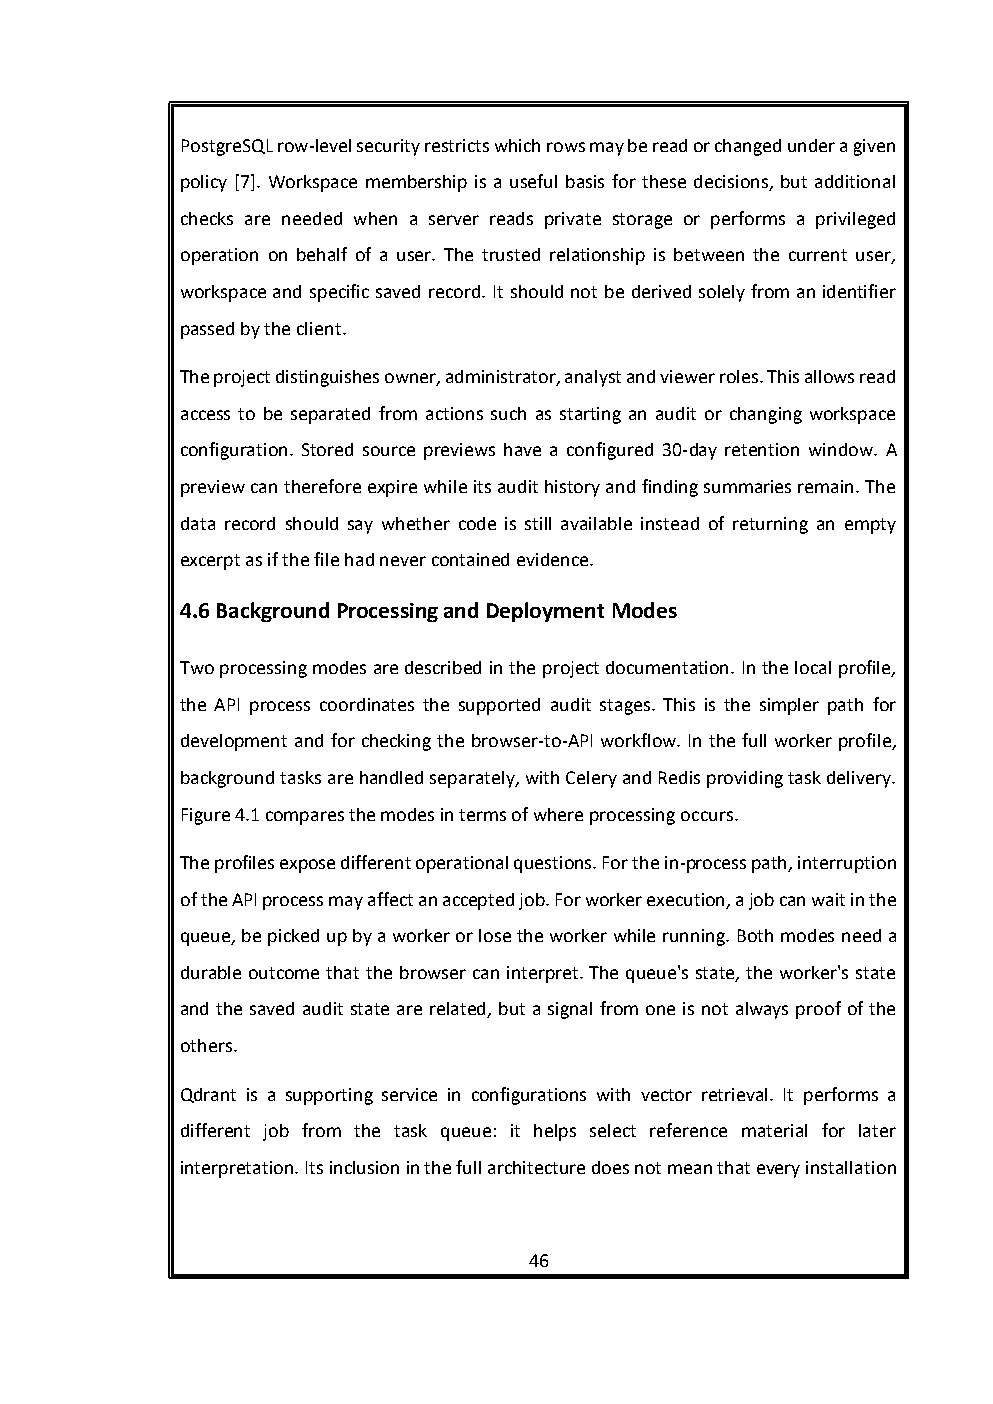 PostgreSQL row-level security restricts which rows may be read or changed under a given
policy [7]. Workspace membership is a useful basis for these decisions, but additional
checks are needed when a server reads private storage or performs a privileged
operation on behalf of a user. The trusted relationship is between the current user,
workspace and specific saved record. It should not be derived solely from an identifier
passed by the client.
The project distinguishes owner, administrator, analyst and viewer roles. This allows read
access to be separated from actions such as starting an audit or changing workspace
configuration. Stored source previews have a configured 30-day retention window. A
preview can therefore expire while its audit history and finding summaries remain. The
data record should say whether code is still available instead of returning an empty
excerpt as if the file had never contained evidence.
4.6 Background Processing and Deployment Modes
Two processing modes are described in the project documentation. In the local profile,
the API process coordinates the supported audit stages. This is the simpler path for
development and for checking the browser-to-API workflow. In the full worker profile,
background tasks are handled separately, with Celery and Redis providing task delivery.
Figure 4.1 compares the modes in terms of where processing occurs.
The profiles expose different operational questions. For the in-process path, interruption
of the API process may affect an accepted job. For worker execution, a job can wait in the
queue, be picked up by a worker or lose the worker while running. Both modes need a
durable outcome that the browser can interpret. The queue's state, the worker's state
and the saved audit state are related, but a signal from one is not always proof of the
others.
Qdrant is a supporting service in configurations with vector retrieval. It performs a
different job from the task queue: it helps select reference material for later
interpretation. Its inclusion in the full architecture does not mean that every installation
46